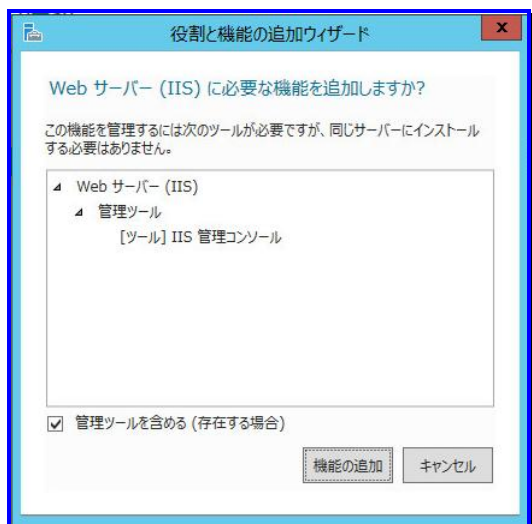 役割と機能の追加ウィザード
x
Web サーバー (IIS) に必要な機能を追加しますか?
この機能を管理するには次のツールが必要ですが、同じサーバーにインストール
する必要はありません。
Web サーバー (IIS)
管理ツール
[ツール] IIS 管理コンソール
管理ツールを含める (存在する場合)
機能の追加 キャンセル